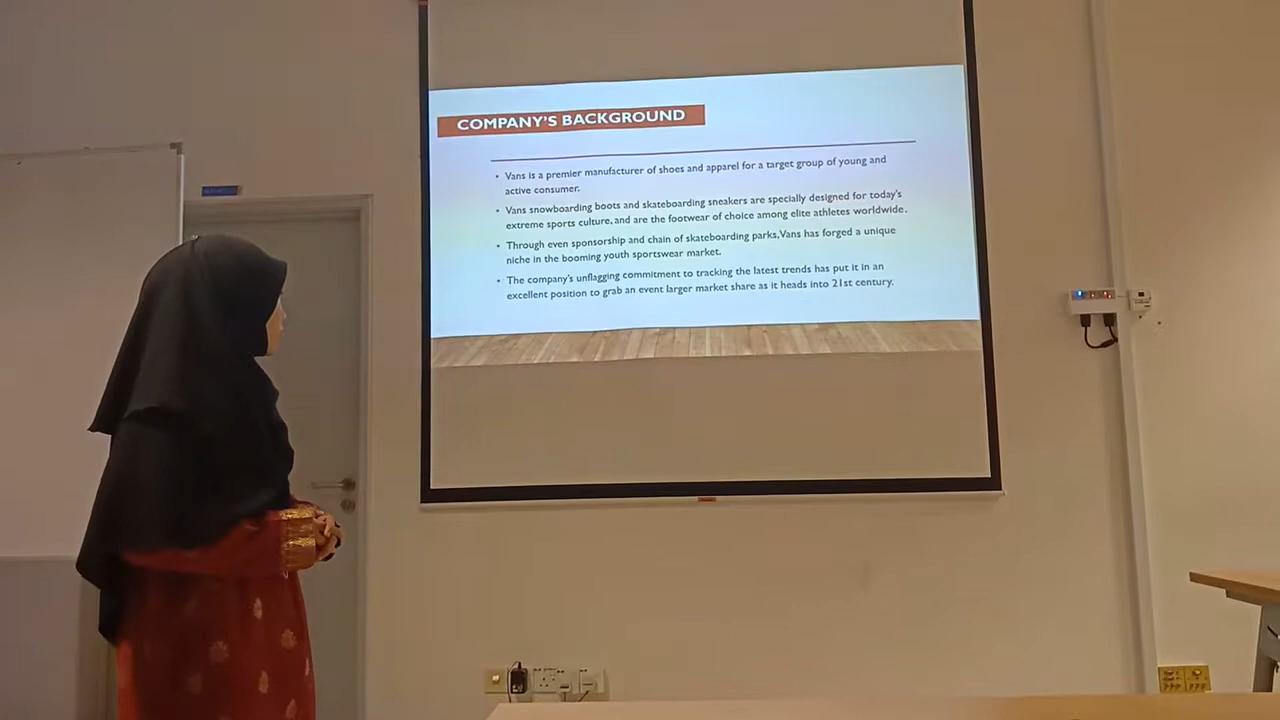 COMPANY'S BACKGROUND
• Vans is a premier manufacturer of shoes and apparel for a target group of young and
active consumer.
• Vans snowboarding boots and skateboarding sneakers are specially designed for today's
extreme sports culture, and are the footwear of choice among elite athletes worldwide.
• Through even sponsorship and chain of skateboarding parks, Vans has forged a unique
niche in the booming youth sportswear market.
• The company's unflagging commitment to tracking the latest trends has put it in an
excellent position to grab an event larger market share as it heads into 21st century.